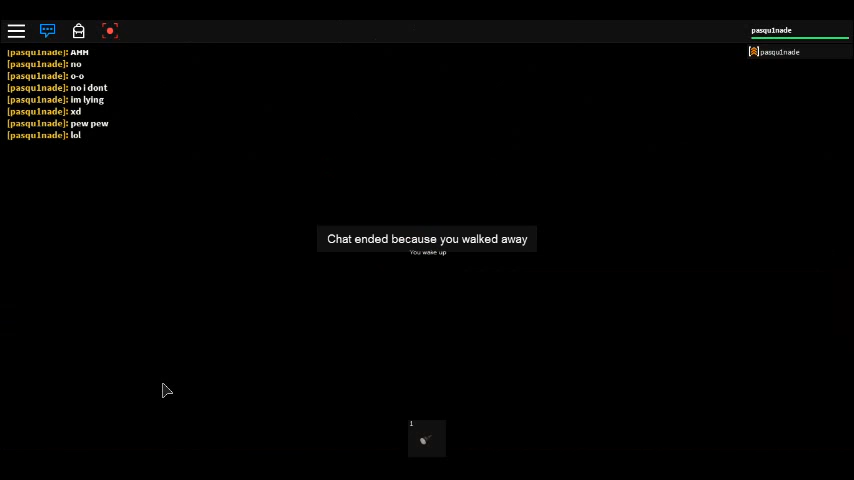 pasqu1nade
pasqu1nade
[pasqu1nade]: AHH
[pasqu1nade]: no
[pasqu1nade]: o-o
[pasqu1nade]: no i dont
[pasqu1nade]: im lying
[pasqu1nade]: xd
[pasqu1nade]: pew pew
[pasqu1nade]: lol
Chat ended because you walked away
You wake up
1